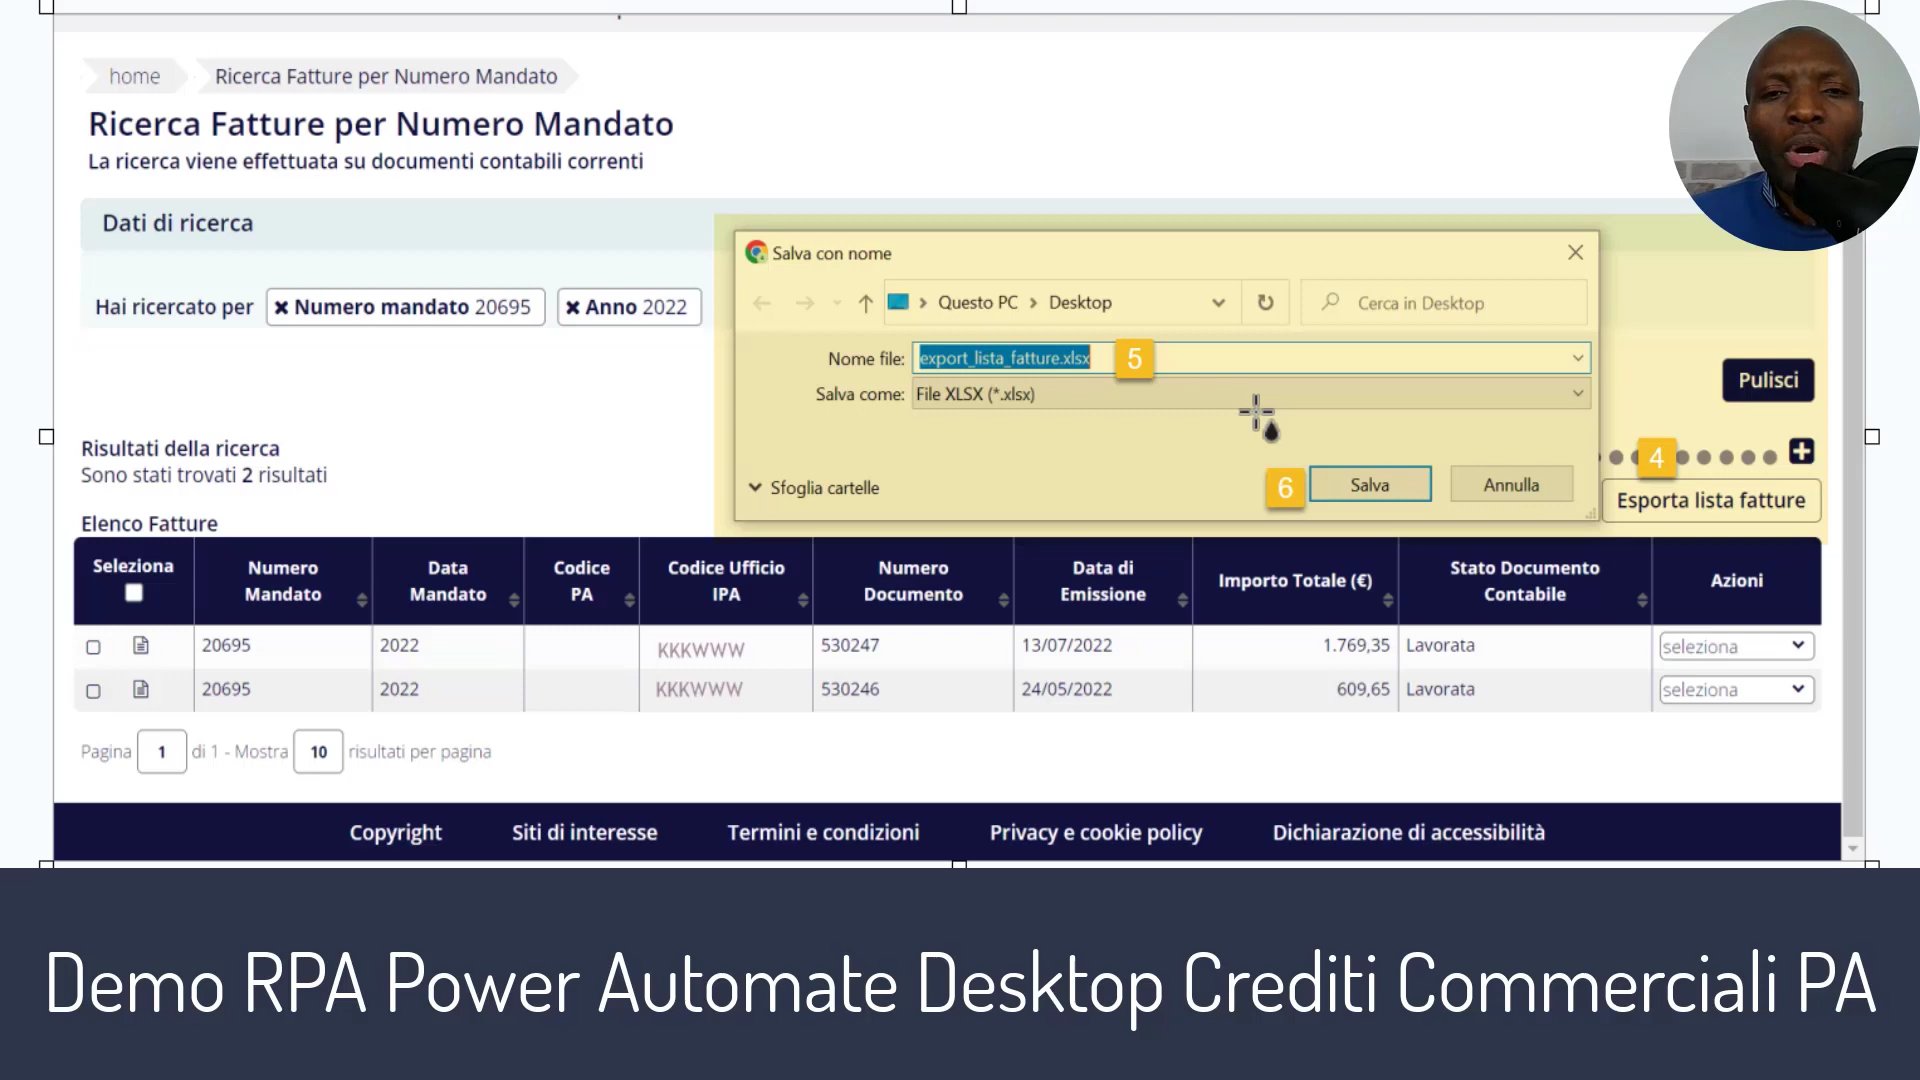 home Ricerca Fatture per Numero Mandato
Ricerca Fatture per Numero Mandato
La ricerca viene effettuata su documenti contabili correnti
Dati di ricerca
Hai ricercato per ✖ Numero mandato 20695 ✖ Anno 2022
Salva con nome
Questo PC > Desktop
Cerca in Desktop
Nome file: export_lista_fatture.xlsx 5
Salva come: File XLSX (*.xlsx)
Sfoglia cartelle
6 Salva Annulla
Pulisci
4
Esporta lista fatture
Risultati della ricerca
Sono stati trovati 2 risultati
Elenco Fatture
Seleziona Numero Mandato Data Mandato Codice PA Codice Ufficio IPA Numero Documento Data di Emissione Importo Totale (€) Stato Documento Contabile Azioni
20695 2022 KKKWWW 530247 13/07/2022 1.769,35 Lavorata seleziona
20695 2022 KKKWWW 530246 24/05/2022 609,65 Lavorata seleziona
Pagina 1 di 1 - Mostra 10 risultati per pagina
Copyright Siti di interesse Termini e condizioni Privacy e cookie policy Dichiarazione di accessibilità
Demo RPA Power Automate Desktop Crediti Commerciali PA